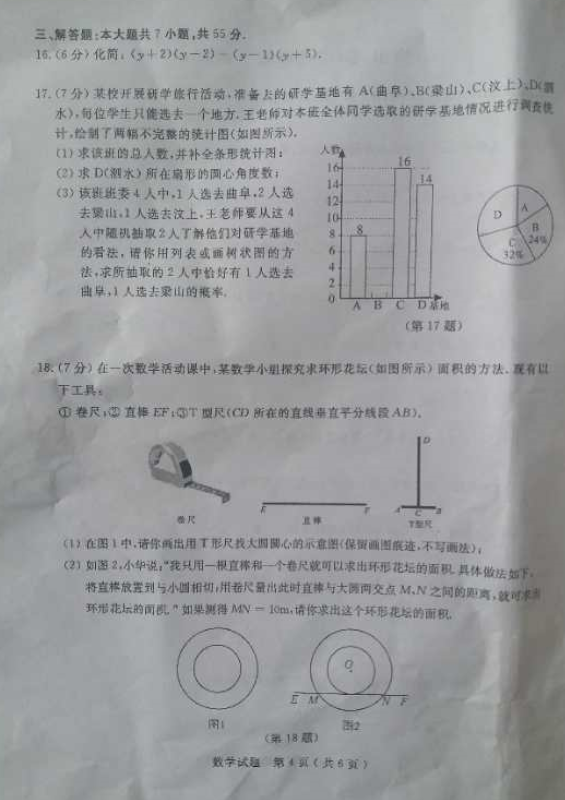 三、解答题:本大题共7小题,共55分.
16.(6分)化简:(y+2)(y-2)-(y-1)(y+5).
17.(7分)某校开展研学旅行活动,准备去的研学基地有A(曲阜)、B(梁山)、C(汶上)、D(泗
水),每位学生只能选去一个地方.王老师对本班全体同学选取的研学基地情况进行调查统
计,绘制了两幅不完整的统计图(如图所示).
(1)求该班的总人数,并补全条形统计图;
(2)求D(泗水)所在扇形的圆心角度数;
(3)该班班委4人中,1人选去曲阜,2人选
去梁山,1人选去汶上.王老师要从这4
人中随机抽取2人了解他们对研学基地
的看法,请你用列表或画树状图的方
法,求所抽取的2人中恰好有1人选去
曲阜,1人选去梁山的概率.
人数
16
14
12
10
8
6
4
2
0
8
16
14
A B C D 基地
D
A
B
24%
C
32%
(第17题)
18.(7分)在一次数学活动课中,某数学小组探究求环形花坛(如图所示)面积的方法.现有以
下工具:
①卷尺;②直棒EF;③T型尺(CD所在的直线垂直平分线段AB).
D
E F
A C B
卷尺 直棒 T型尺
(1)在图1中,请你画出用T形尺找大圆圆心的示意图(保留画图痕迹,不写画法);
(2)如图2,小华说:“我只用一根直棒和一个卷尺就可以求出环形花坛的面积.具体做法如下:
将直棒放置到与小圆相切,用卷尺量出此时直棒与大圆两交点M,N之间的距离,就可求出
环形花坛的面积.”如果测得MN=10m,请你求出这个环形花坛的面积.
O
E M N F
图1 图2
(第18题)
数学试题 第4页(共6页)